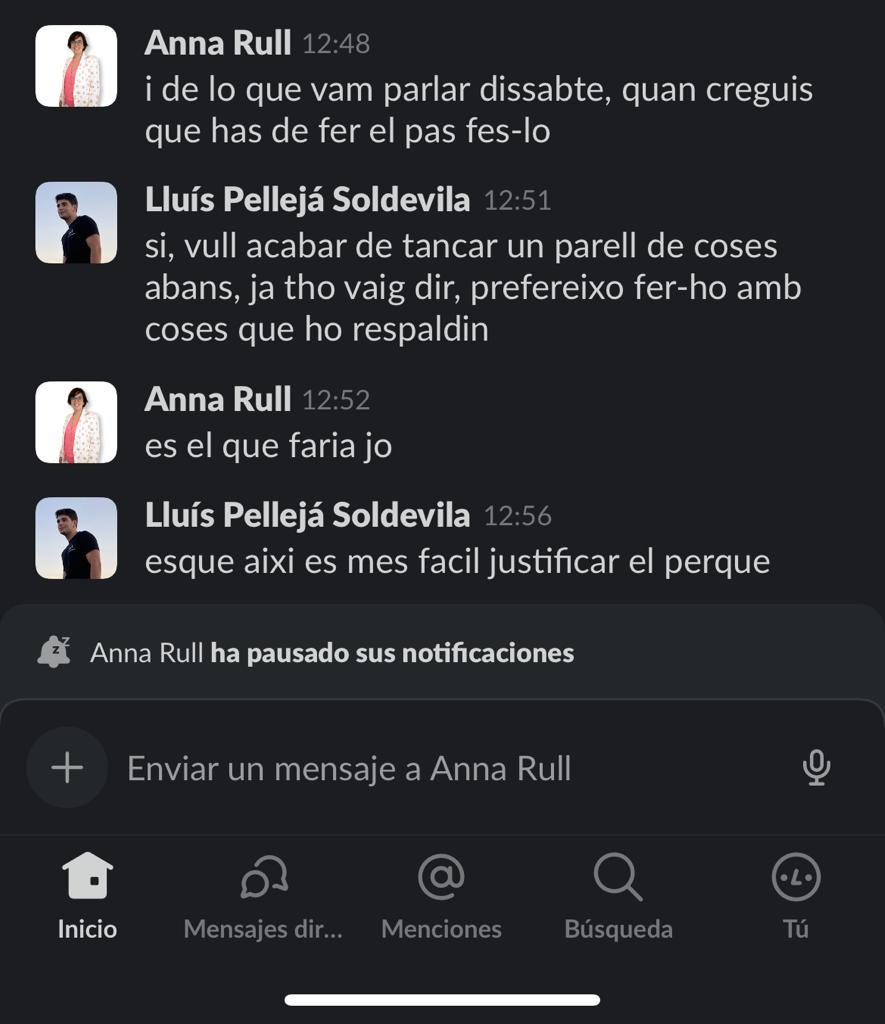 Anna Rull 12:48
i de lo que vam parlar dissabte, quan creguis
que has de fer el pas fes-lo
Lluís Pellejá Soldevila 12:51
si, vull acabar de tancar un parell de coses
abans, ja tho vaig dir, prefereixo fer-ho amb
coses que ho respaldin
Anna Rull 12:52
es el que faria jo
Lluís Pellejá Soldevila 12:56
esque aixi es mes facil justificar el perque
Anna Rull ha pausado sus notificaciones
Enviar un mensaje a Anna Rull
Inicio
Mensajes dir...
Menciones
Búsqueda
Tú